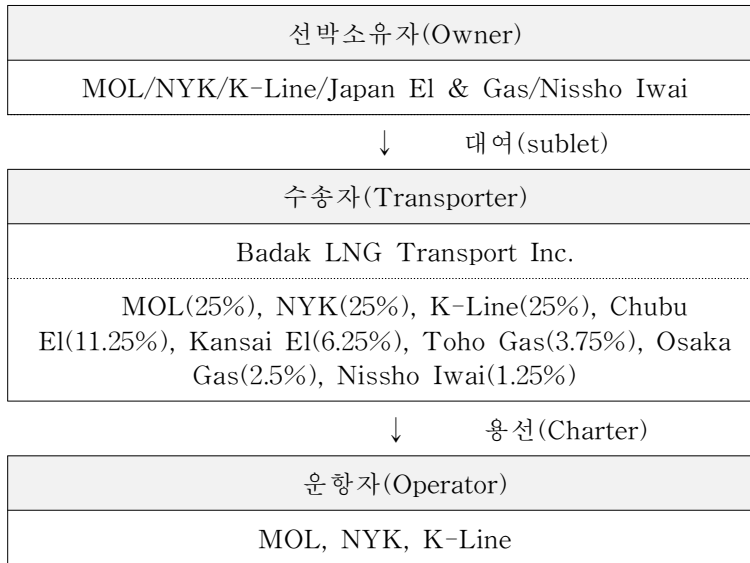 선박소유자(Owner)
MOL/NYK/K-Line/Japan El & Gas/Nissho Iwai
↓ 대여(sublet)
수송자(Transporter)
Badak LNG Transport Inc.
MOL(25%), NYK(25%), K-Line(25%), Chubu
El(11.25%), Kansai El(6.25%), Toho Gas(3.75%), Osaka
Gas(2.5%), Nissho Iwai(1.25%)
↓ 용선(Charter)
운항자(Operator)
MOL, NYK, K-Line